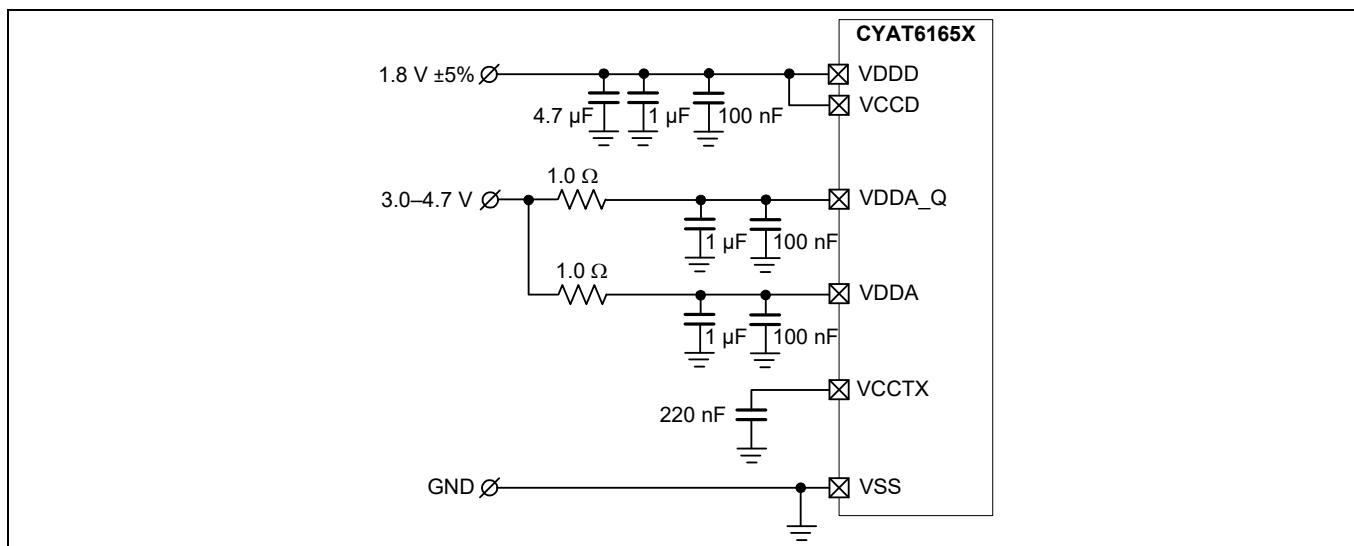 CYAT6165X
1.8 V ±5%
VDDD
VCCD
4.7 µF
1 µF
100 nF
1.0 Ω
3.0–4.7 V
VDDA_Q
1 µF
100 nF
1.0 Ω
VDDA
1 µF
100 nF
VCCTX
220 nF
GND
VSS